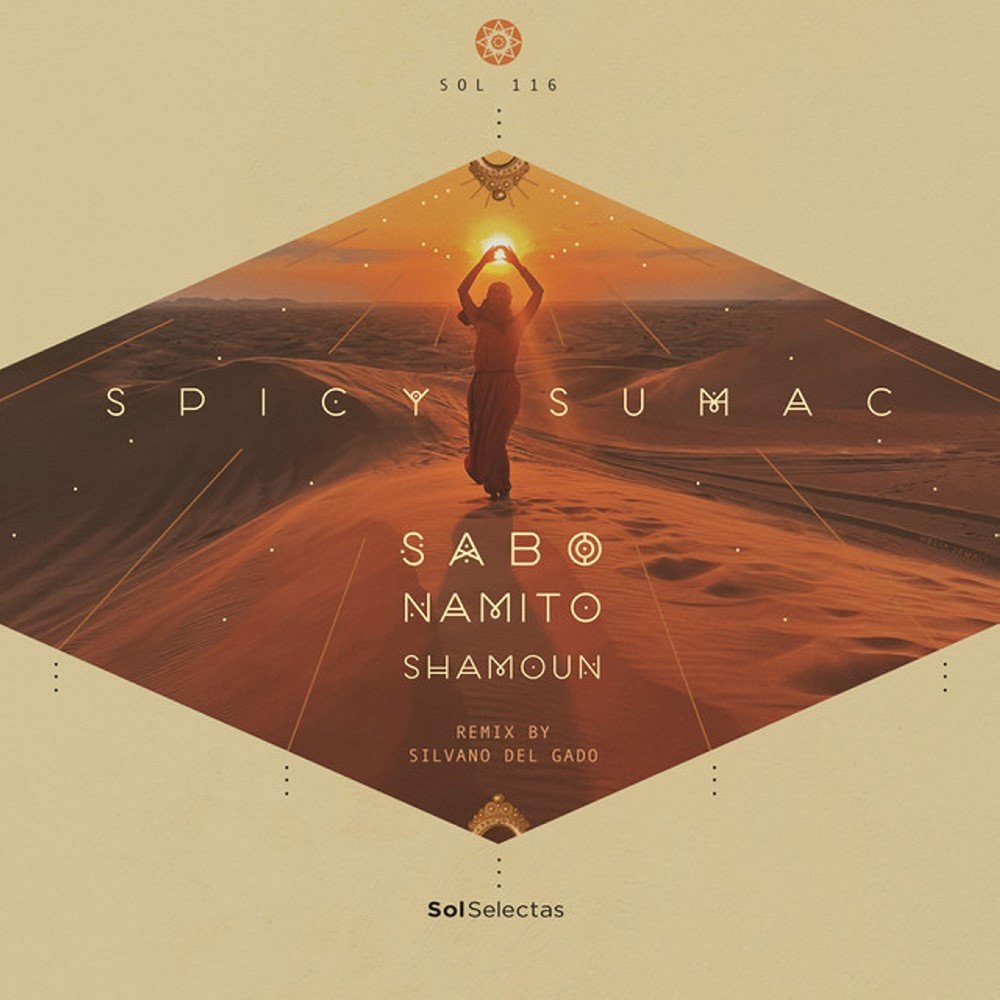 SOL 116
SPICY SUMAC
SABO
NAMITO
SHAMOUN
REMIX BY
SILVANO DEL GADO
SolSelectas